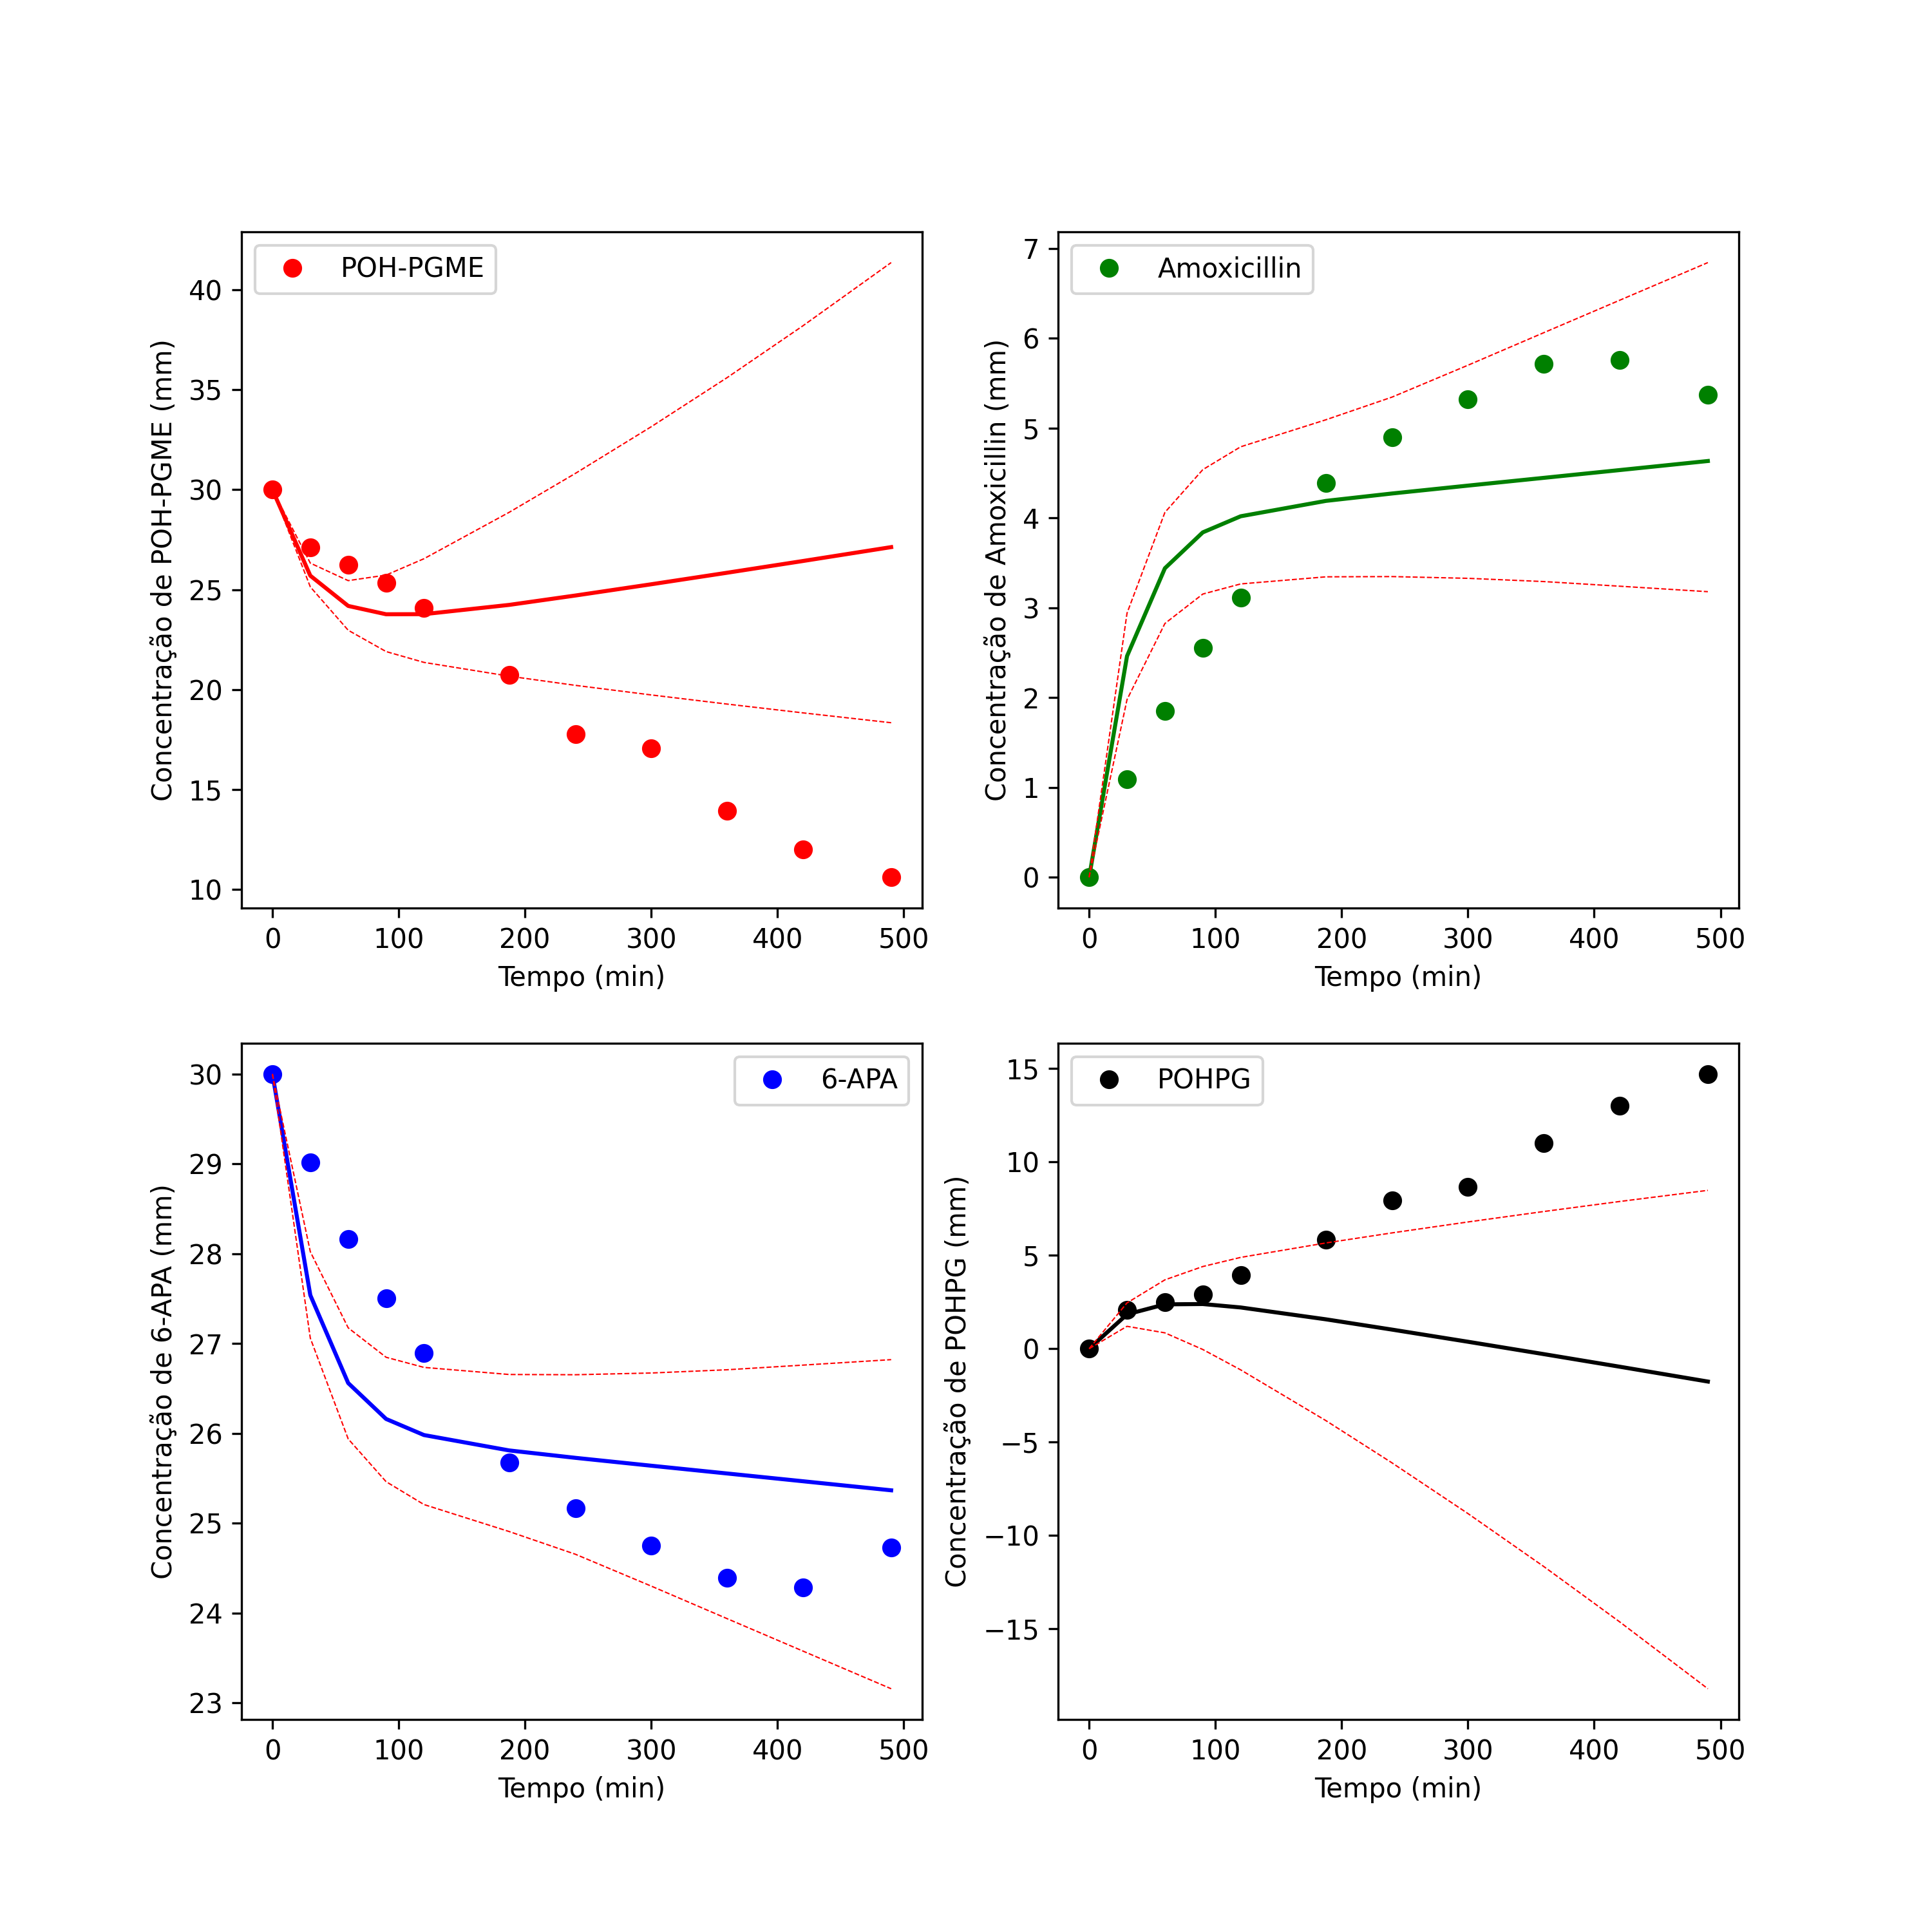 POH-PGME
Concentração de POH-PGME (mm)
40
35
30
25
20
15
10
0 100 200 300 400 500
Tempo (min)
Amoxicillin
Concentração de Amoxicillin (mm)
7
6
5
4
3
2
1
0
0 100 200 300 400 500
Tempo (min)
6-APA
Concentração de 6-APA (mm)
30
29
28
27
26
25
24
23
0 100 200 300 400 500
Tempo (min)
POHPG
Concentração de POHPG (mm)
15
10
5
0
−5
−10
−15
0 100 200 300 400 500
Tempo (min)